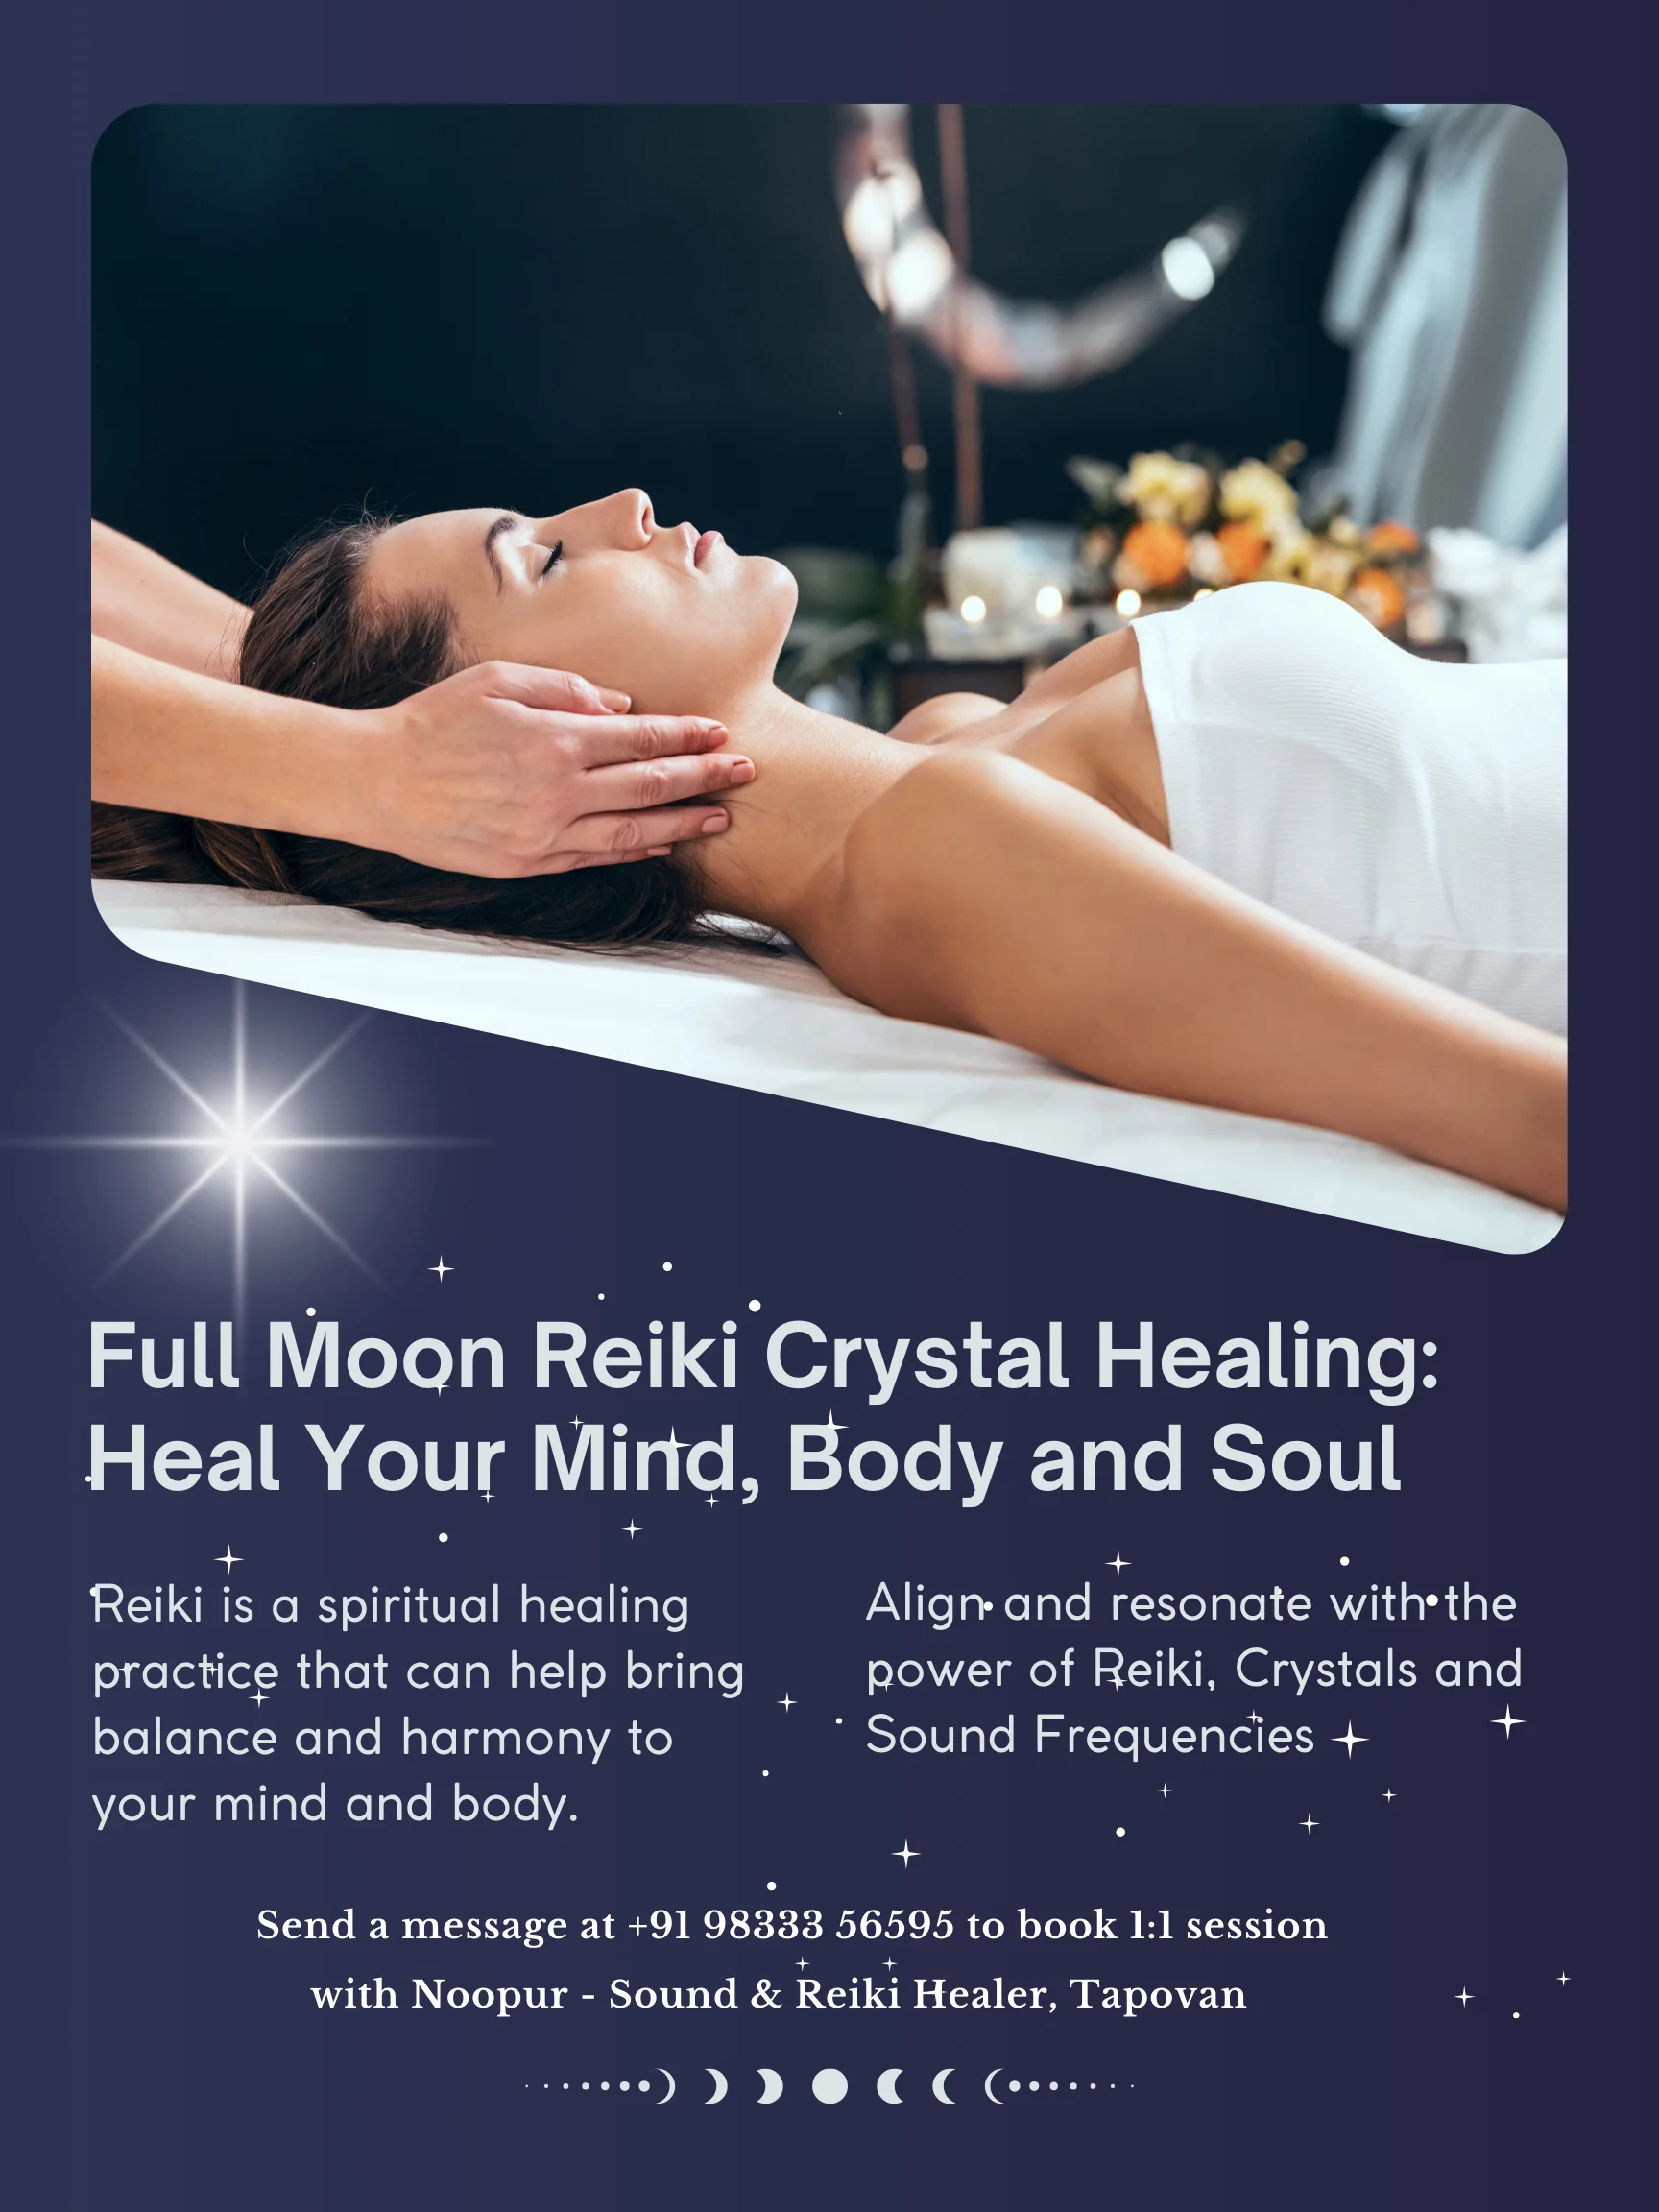 Full Moon Reiki Crystal Healing:
Heal Your Mind, Body and Soul
Reiki is a spiritual healing
practice that can help bring
balance and harmony to
your mind and body.
Align and resonate with the
power of Reiki, Crystals and
Sound Frequencies
Send a message at +91 98333 56595 to book 1:1 session
with Noopur - Sound & Reiki Healer, Tapovan